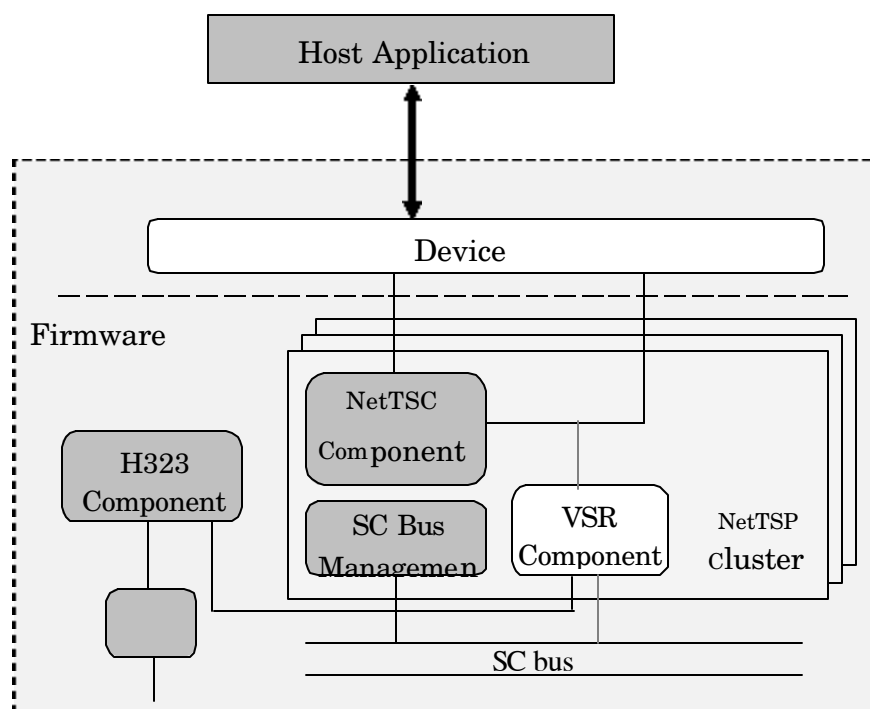 Host Application
Device
Firmware
NetTSC
Component
H323
Component
SC Bus
Managemen
VSR
Component
NetTSP
Cluster
SC bus